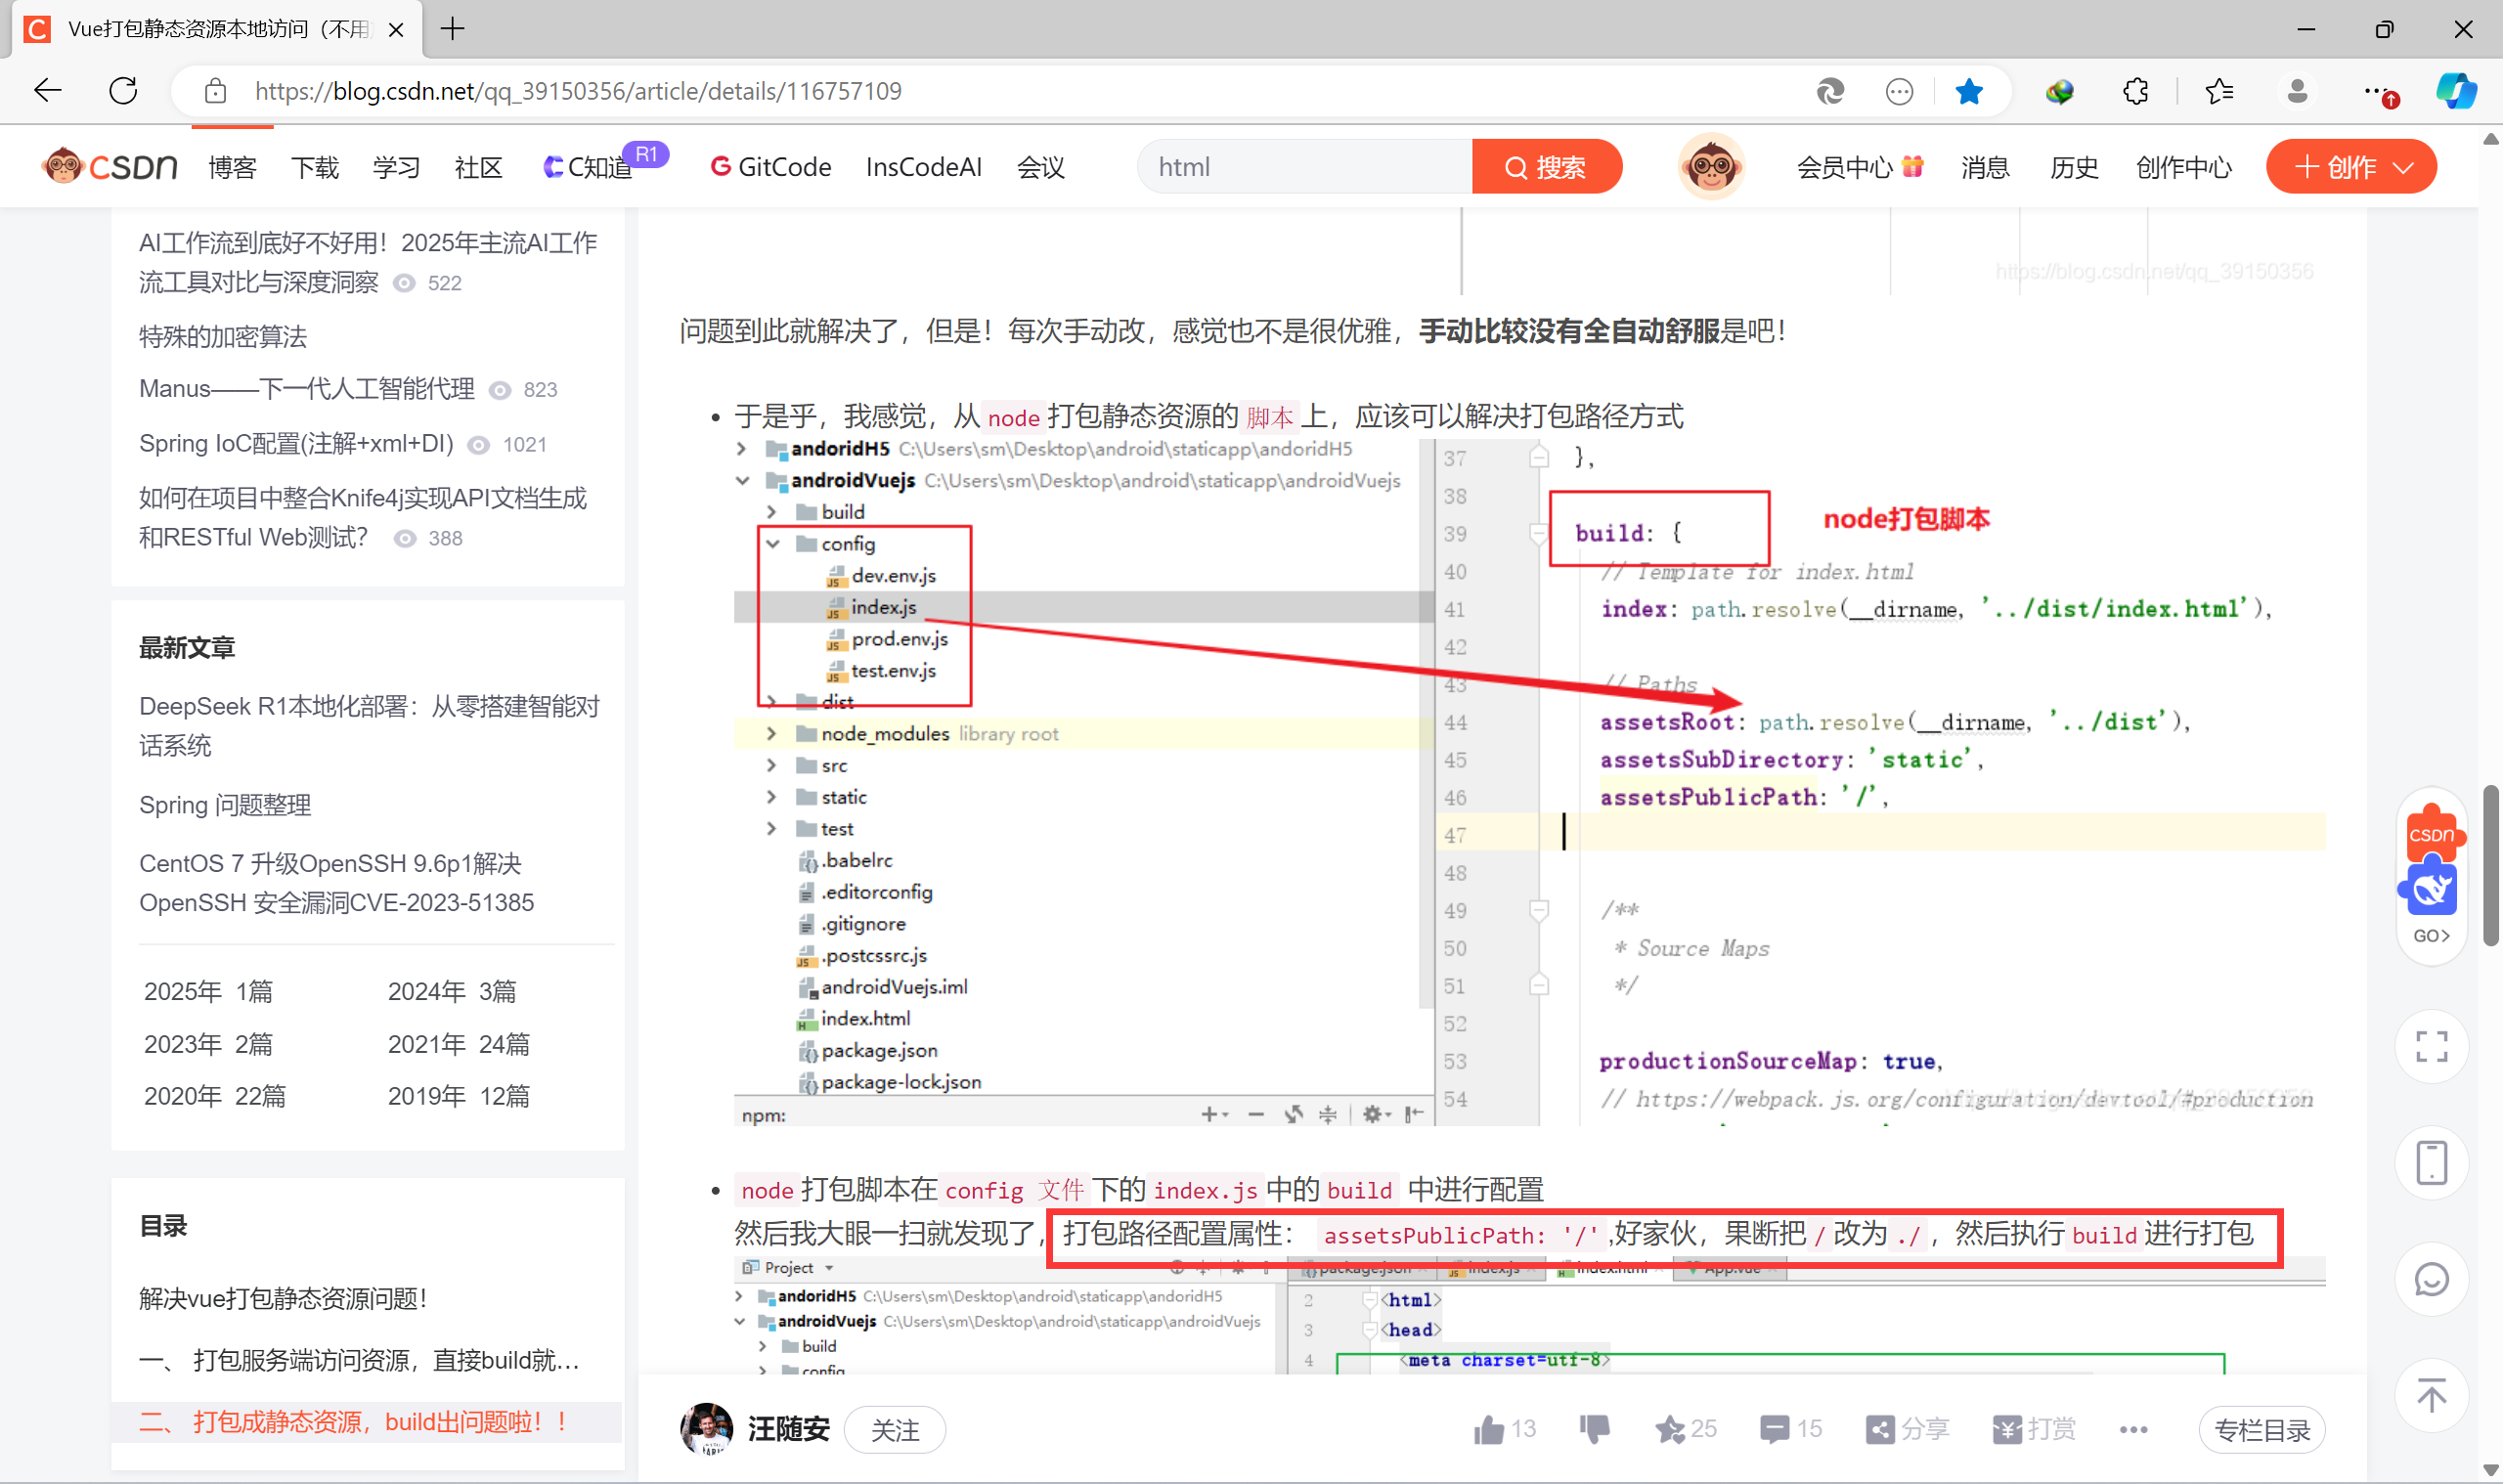 Vue打包静态资源本地访问（不用
https://blog.csdn.net/qq_39150356/article/details/116757109
CSDN 博客 下载 学习 社区 C知道 R1 GitCode InsCodeAI 会议 html 搜索 会员中心 消息 历史 创作中心 创作
AI工作流到底好不好用！2025年主流AI工作
流工具对比与深度洞察 522
特殊的加密算法
Manus——下一代人工智能代理 823
Spring IoC配置(注解+xml+DI) 1021
如何在项目中整合Knife4j实现API文档生成
和RESTful Web测试？ 388
最新文章
DeepSeek R1本地化部署：从零搭建智能对
话系统
Spring 问题整理
CentOS 7 升级OpenSSH 9.6p1解决
OpenSSH 安全漏洞CVE-2023-51385
2025年 1篇 2024年 3篇
2023年 2篇 2021年 24篇
2020年 22篇 2019年 12篇
目录
解决vue打包静态资源问题！
一、 打包服务端访问资源，直接build就…
二、 打包成静态资源，build出问题啦！！
https://blog.csdn.net/qq_39150356
问题到此就解决了，但是！每次手动改，感觉也不是很优雅，手动比较没有全自动舒服是吧！
于是乎，我感觉，从 node 打包静态资源的 脚本 上，应该可以解决打包路径方式
andoridH5 C:\Users\sm\Desktop\android\staticapp\andoridH5
androidVuejs C:\Users\sm\Desktop\android\staticapp\androidVuejs
build
config
dev.env.js
index.js
prod.env.js
test.env.js
dist
node_modules library root
src
static
test
.babelrc
.editorconfig
.gitignore
.postcssrc.js
androidVuejs.iml
index.html
package.json
package-lock.json
npm:
37 },
38
39 build: {
node打包脚本
40 // Template for index.html
41 index: path.resolve(__dirname, '../dist/index.html'),
42
43 // Paths
44 assetsRoot: path.resolve(__dirname, '../dist'),
45 assetsSubDirectory: 'static',
46 assetsPublicPath: '/',
47
48
49 /**
50 * Source Maps
51 */
52
53 productionSourceMap: true,
54 // https://webpack.js.org/configuration/devtool/#production
node 打包脚本在 config 文件 下的 index.js 中的 build 中进行配置
然后我大眼一扫就发现了，打包路径配置属性： assetsPublicPath: '/' ,好家伙，果断把 / 改为 ./ ，然后执行 build 进行打包
Project package.json index.js index.html App.vue
andoridH5 C:\Users\sm\Desktop\android\staticapp\andoridH5
androidVuejs C:\Users\sm\Desktop\android\staticapp\androidVuejs
build
config
2 <html>
3 <head>
4 <meta charset=utf-8>
汪随安 关注 13 25 15 分享 打赏 专栏目录
CSDN
GO>